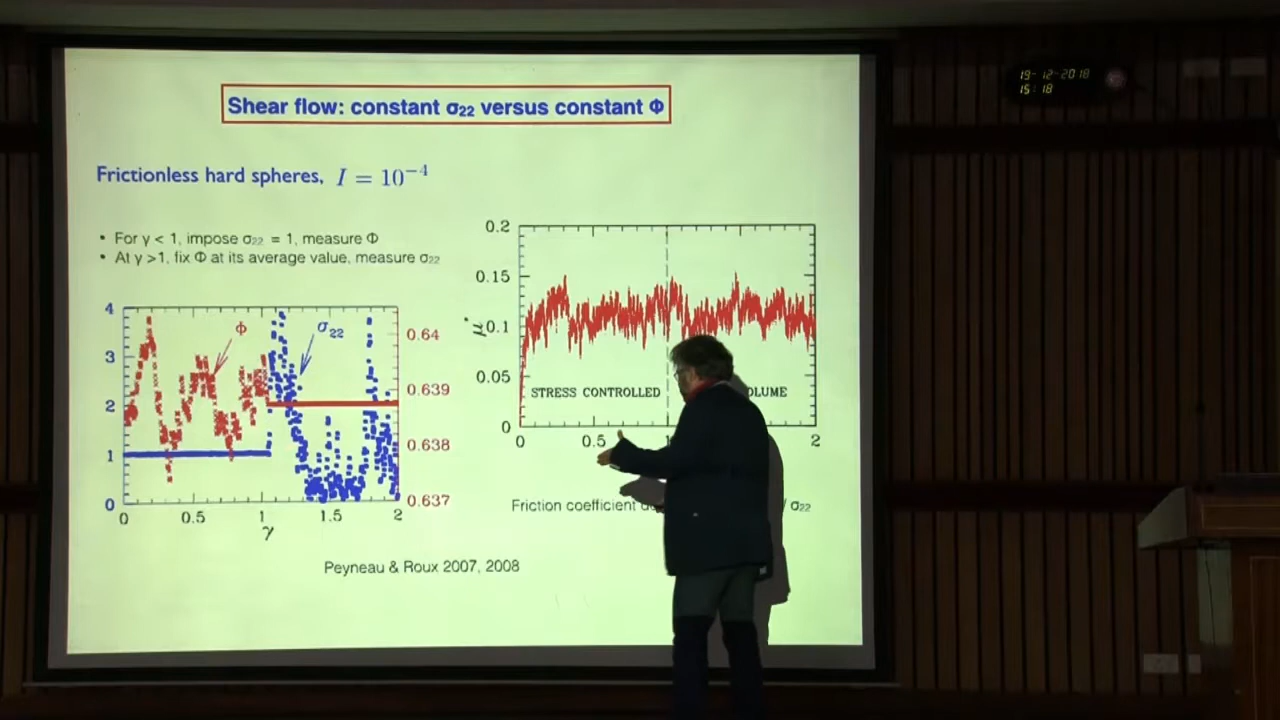 19-12-2018
15:18
Shear flow: constant σ₂₂ versus constant Φ
Frictionless hard spheres, I = 10⁻⁴
• For γ < 1, impose σ₂₂ = 1, measure Φ
• At γ >1, fix Φ at its average value, measure σ₂₂
4
3
2
1
0
Φ
σ₂₂
0.64
0.639
0.638
0.637
0 0.5 1 1.5 2
γ
0.2
0.15
0.1
0.05
0
μ*
STRESS CONTROLLED
0 0.5 2
Friction coefficient / σ₂₂
Peyneau & Roux 2007, 2008